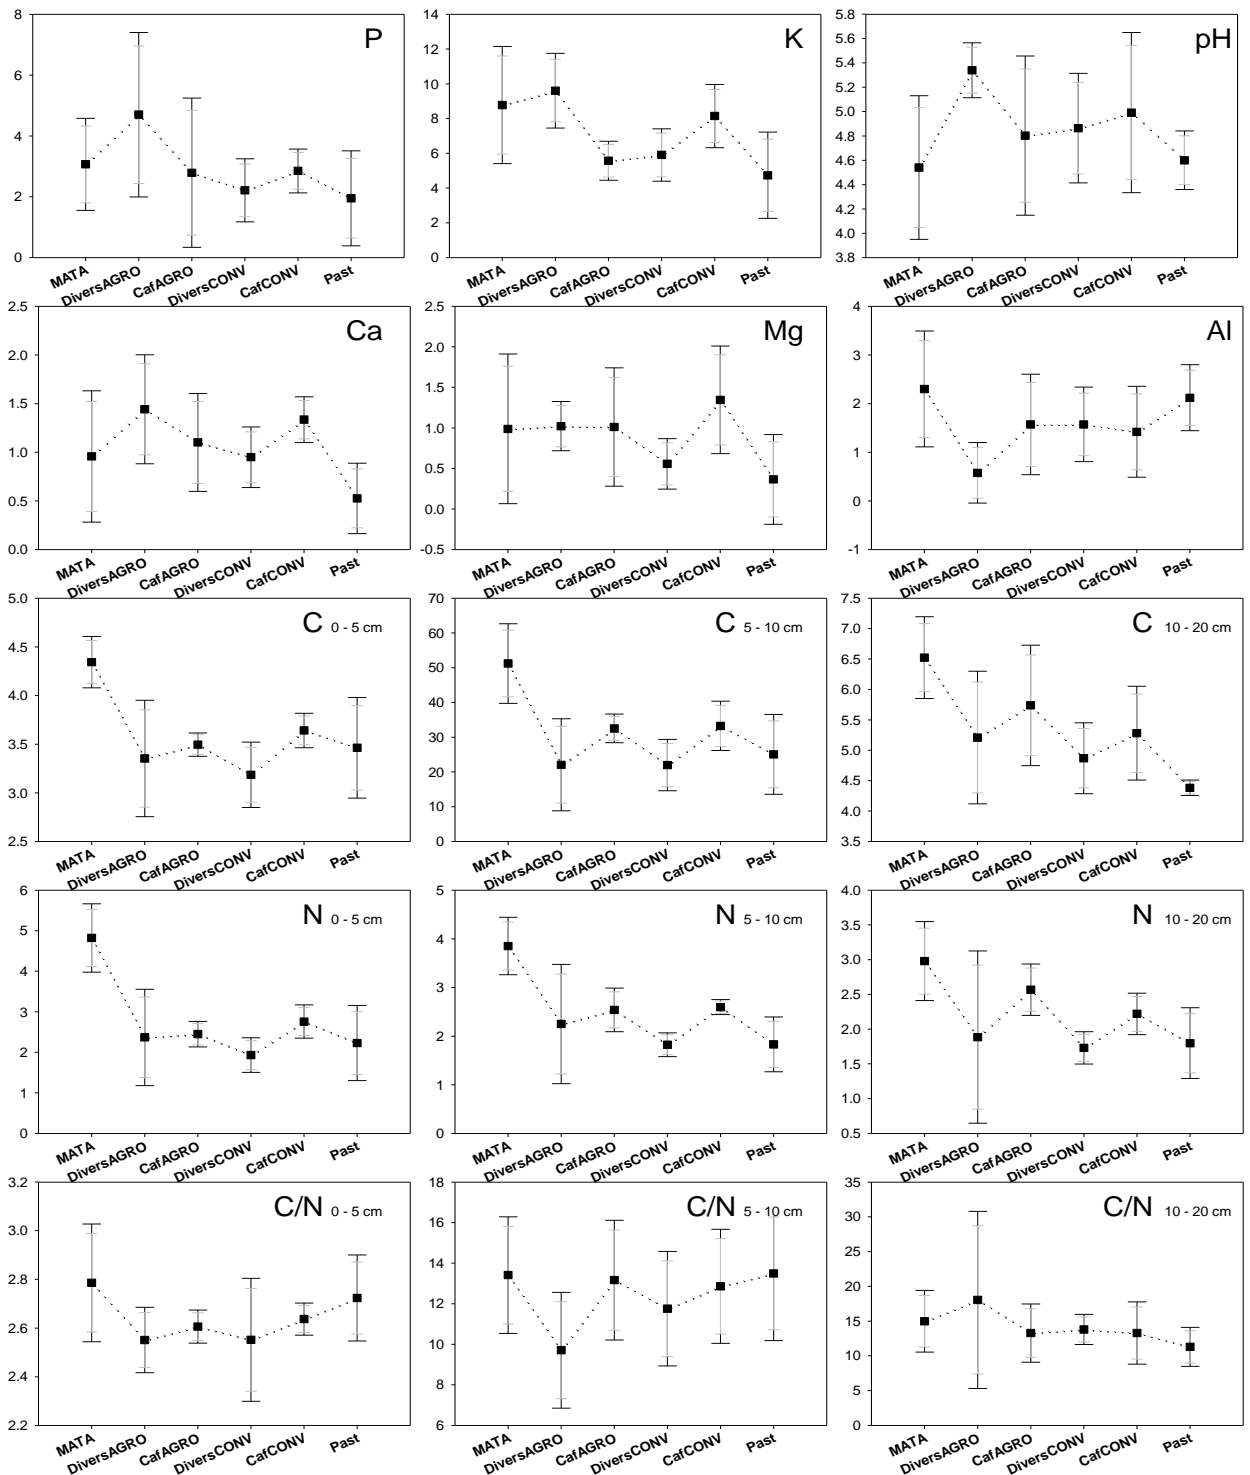 P
8
6
4
2
0
MATA
DiversAGRO
CafAGRO
DiversCONV
CafCONV
Past
K
14
12
10
8
6
4
2
0
MATA
DiversAGRO
CafAGRO
DiversCONV
CafCONV
Past
pH
5.8
5.6
5.4
5.2
5.0
4.8
4.6
4.4
4.2
4.0
3.8
MATA
DiversAGRO
CafAGRO
DiversCONV
CafCONV
Past
Ca
2.5
2.0
1.5
1.0
0.5
0.0
MATA
DiversAGRO
CafAGRO
DiversCONV
CafCONV
Past
Mg
2.5
2.0
1.5
1.0
0.5
0.0
-0.5
MATA
DiversAGRO
CafAGRO
DiversCONV
CafCONV
Past
Al
4
3
2
1
0
-1
MATA
DiversAGRO
CafAGRO
DiversCONV
CafCONV
Past
C 0 - 5 cm
5.0
4.5
4.0
3.5
3.0
2.5
MATA
DiversAGRO
CafAGRO
DiversCONV
CafCONV
Past
C 5 - 10 cm
70
60
50
40
30
20
10
0
MATA
DiversAGRO
CafAGRO
DiversCONV
CafCONV
Past
C 10 - 20 cm
7.5
7.0
6.5
6.0
5.5
5.0
4.5
4.0
3.5
MATA
DiversAGRO
CafAGRO
DiversCONV
CafCONV
Past
N 0 - 5 cm
6
5
4
3
2
1
0
MATA
DiversAGRO
CafAGRO
DiversCONV
CafCONV
Past
N 5 - 10 cm
5
4
3
2
1
0
MATA
DiversAGRO
CafAGRO
DiversCONV
CafCONV
Past
N 10 - 20 cm
4.0
3.5
3.0
2.5
2.0
1.5
1.0
0.5
MATA
DiversAGRO
CafAGRO
DiversCONV
CafCONV
Past
C/N 0 - 5 cm
3.2
3.0
2.8
2.6
2.4
2.2
MATA
DiversAGRO
CafAGRO
DiversCONV
CafCONV
Past
C/N 5 - 10 cm
18
16
14
12
10
8
6
MATA
DiversAGRO
CafAGRO
DiversCONV
CafCONV
Past
C/N 10 - 20 cm
35
30
25
20
15
10
5
0
MATA
DiversAGRO
CafAGRO
DiversCONV
CafCONV
Past